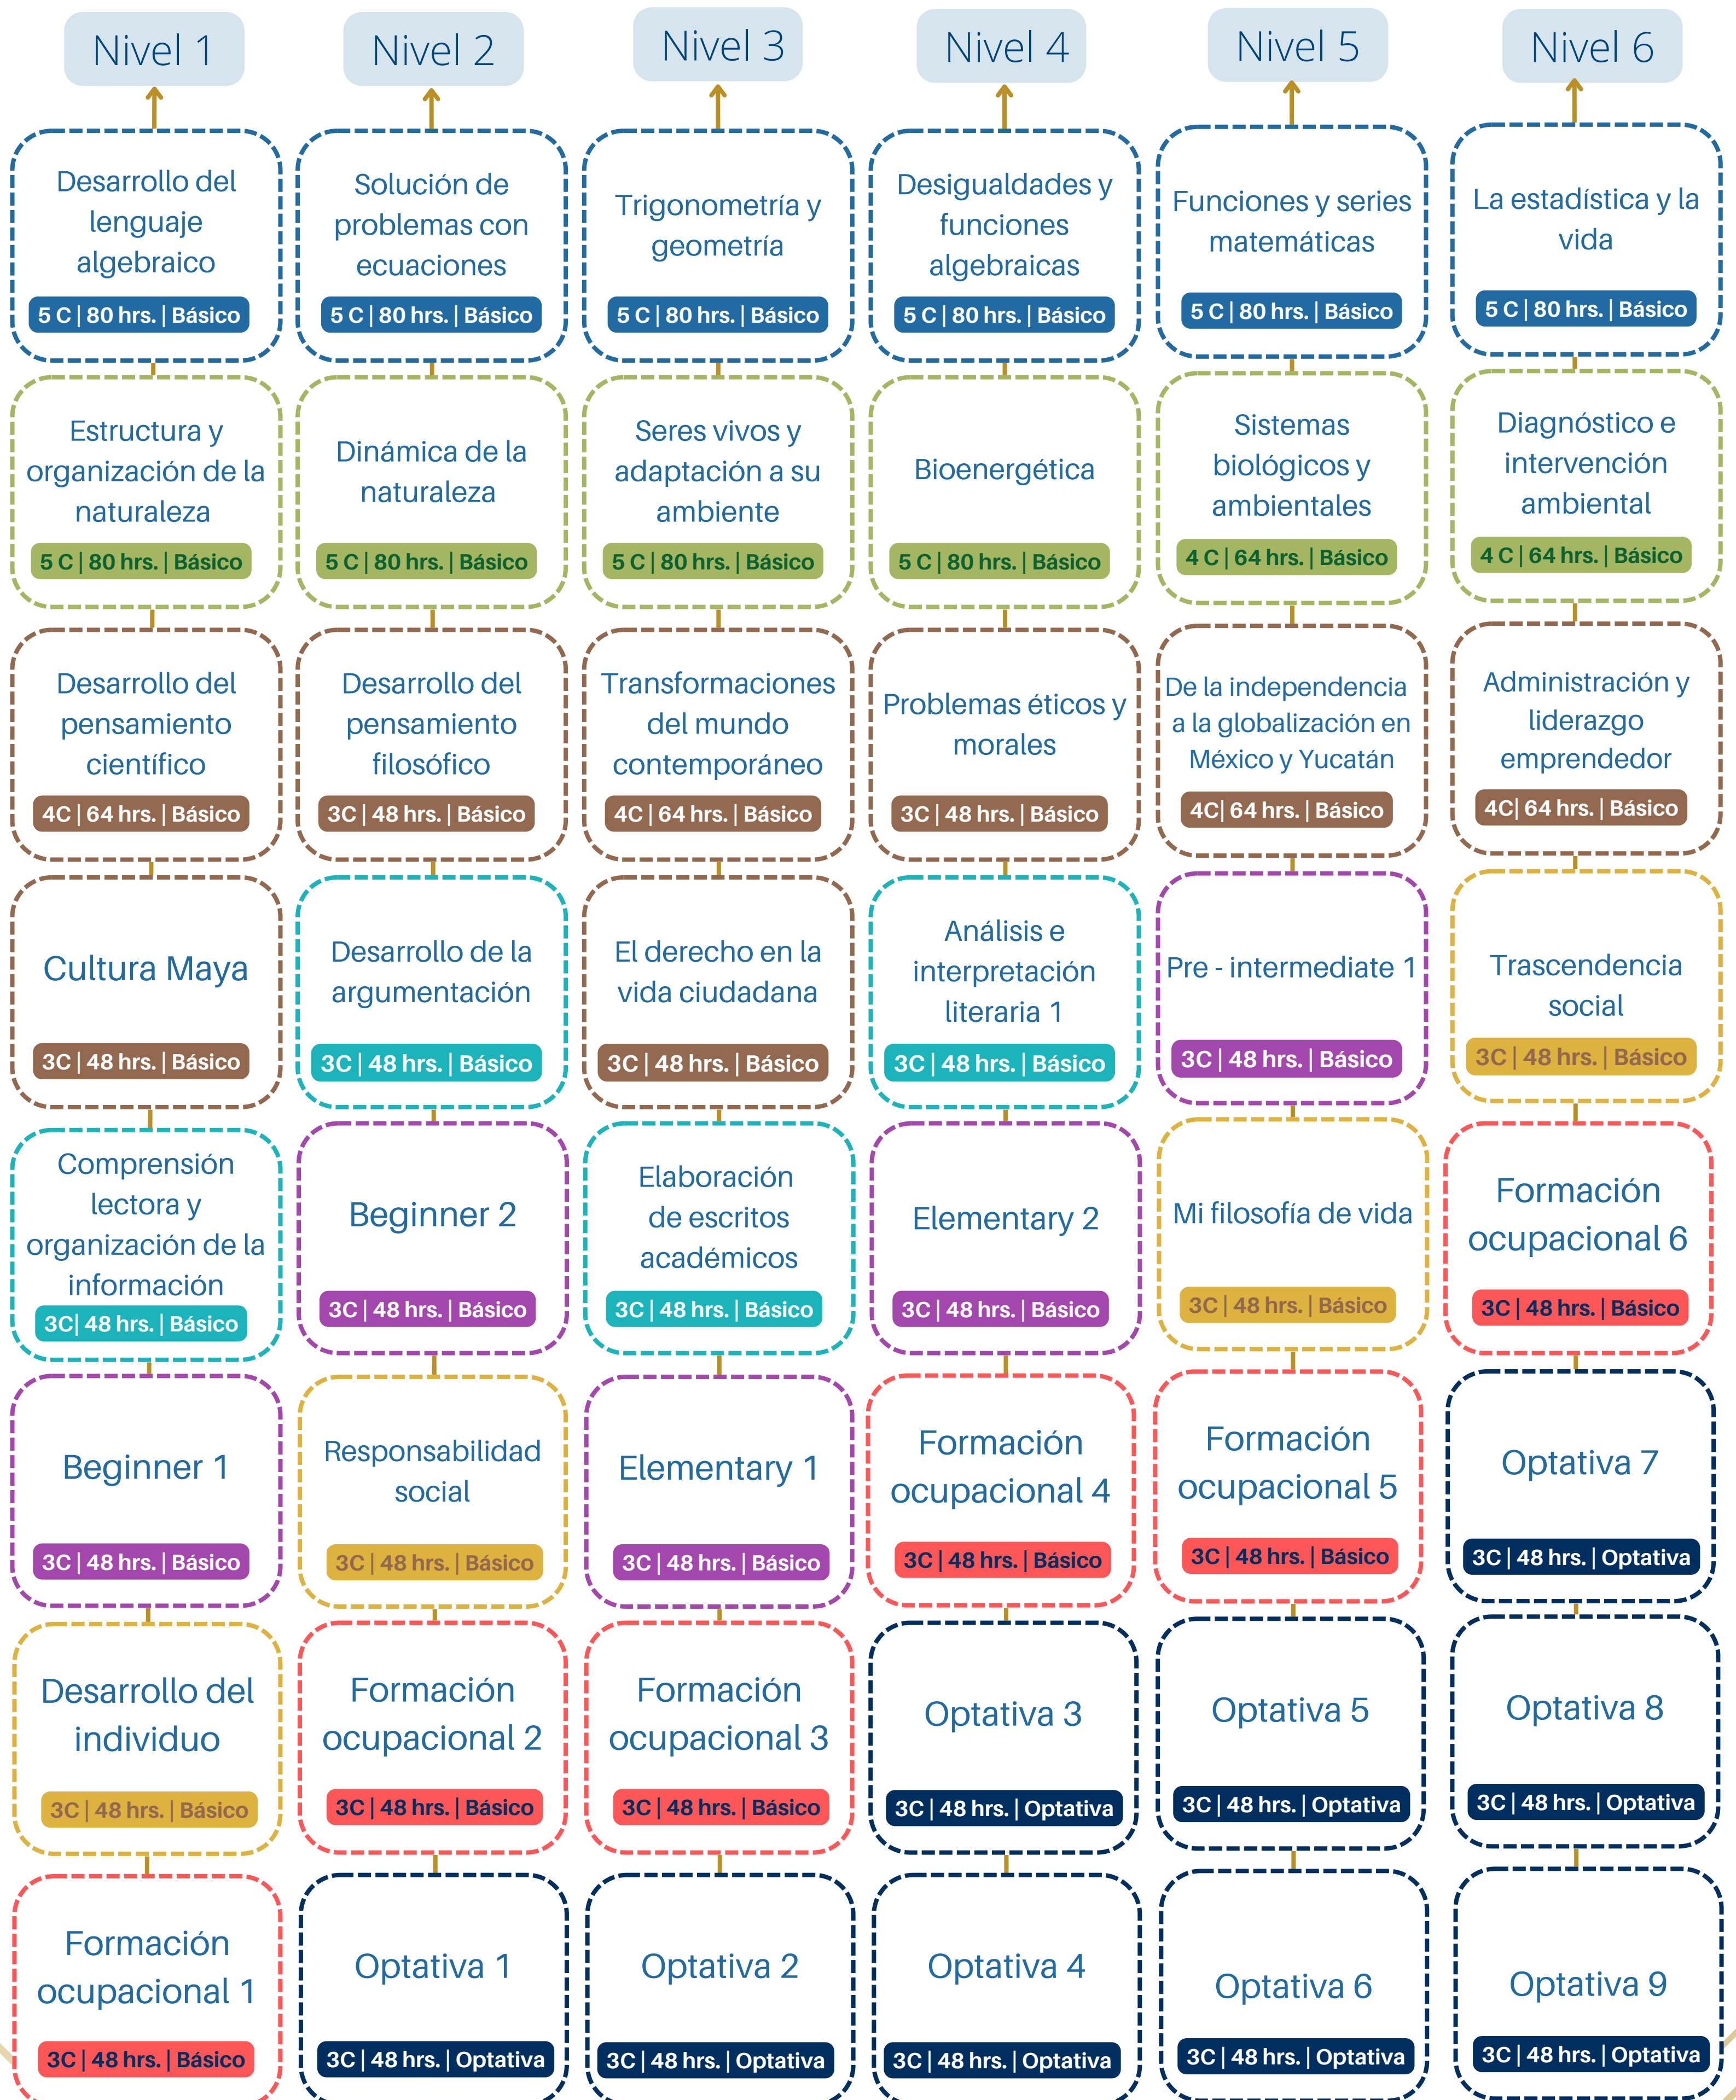 Nivel 1
Desarrollo del
lenguaje
algebraico
5 C | 80 hrs. | Básico
Estructura y
organización de la
naturaleza
5 C | 80 hrs. | Básico
Desarrollo del
pensamiento
científico
4C | 64 hrs. | Básico
Cultura Maya
3C | 48 hrs. | Básico
Comprensión
lectora y
organización de la
información
3C| 48 hrs. | Básico
Beginner 1
3C | 48 hrs. | Básico
Desarrollo del
individuo
3C | 48 hrs. | Básico
Formación
ocupacional 1
3C | 48 hrs. | Básico
Nivel 2
Solución de
problemas con
ecuaciones
5 C | 80 hrs. | Básico
Dinámica de la
naturaleza
5 C | 80 hrs. | Básico
Desarrollo del
pensamiento
filosófico
3C | 48 hrs. | Básico
Desarrollo de la
argumentación
3C | 48 hrs. | Básico
Beginner 2
3C | 48 hrs. | Básico
Responsabilidad
social
3C | 48 hrs. | Básico
Formación
ocupacional 2
3C | 48 hrs. | Básico
Optativa 1
3C | 48 hrs. | Optativa
Nivel 3
Trigonometría y
geometría
5 C | 80 hrs. | Básico
Seres vivos y
adaptación a su
ambiente
5 C | 80 hrs. | Básico
Transformaciones
del mundo
contemporáneo
4C | 64 hrs. | Básico
El derecho en la
vida ciudadana
3C | 48 hrs. | Básico
Elaboración
de escritos
académicos
3C | 48 hrs. | Básico
Elementary 1
3C | 48 hrs. | Básico
Formación
ocupacional 3
3C | 48 hrs. | Básico
Optativa 2
3C | 48 hrs. | Optativa
Nivel 4
Desigualdades y
funciones
algebraicas
5 C | 80 hrs. | Básico
Bioenergética
5 C | 80 hrs. | Básico
Problemas éticos y
morales
3C | 48 hrs. | Básico
Análisis e
interpretación
literaria 1
3C | 48 hrs. | Básico
Elementary 2
3C | 48 hrs. | Básico
Formación
ocupacional 4
3C | 48 hrs. | Básico
Optativa 3
3C | 48 hrs. | Optativa
Optativa 4
3C | 48 hrs. | Optativa
Nivel 5
Funciones y series
matemáticas
5 C | 80 hrs. | Básico
Sistemas
biológicos y
ambientales
4 C | 64 hrs. | Básico
De la independencia
a la globalización en
México y Yucatán
4C| 64 hrs. | Básico
Pre - intermediate 1
3C | 48 hrs. | Básico
Mi filosofía de vida
3C | 48 hrs. | Básico
Formación
ocupacional 5
3C | 48 hrs. | Básico
Optativa 5
3C | 48 hrs. | Optativa
Optativa 6
3C | 48 hrs. | Optativa
Nivel 6
La estadística y la
vida
5 C | 80 hrs. | Básico
Diagnóstico e
intervención
ambiental
4 C | 64 hrs. | Básico
Administración y
liderazgo
emprendedor
4C| 64 hrs. | Básico
Trascendencia
social
3C | 48 hrs. | Básico
Formación
ocupacional 6
3C | 48 hrs. | Básico
Optativa 7
3C | 48 hrs. | Optativa
Optativa 8
3C | 48 hrs. | Optativa
Optativa 9
3C | 48 hrs. | Optativa